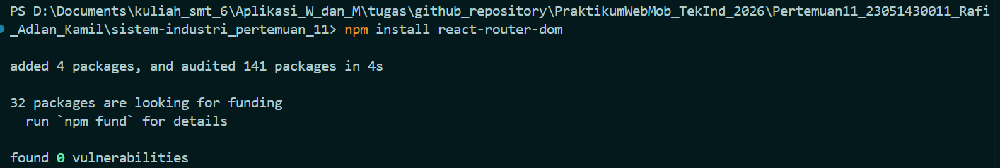 PS D:\Documents\kuliah_smt_6\Aplikasi_W_dan_M\tugas\github_repository\PraktikumWebMob_TekInd_2026\Pertemuan11_23051430011_Rafi
_Adlan_Kamil\sistem-industri_pertemuan_11> npm install react-router-dom
added 4 packages, and audited 141 packages in 4s
32 packages are looking for funding
  run `npm fund` for details
found 0 vulnerabilities